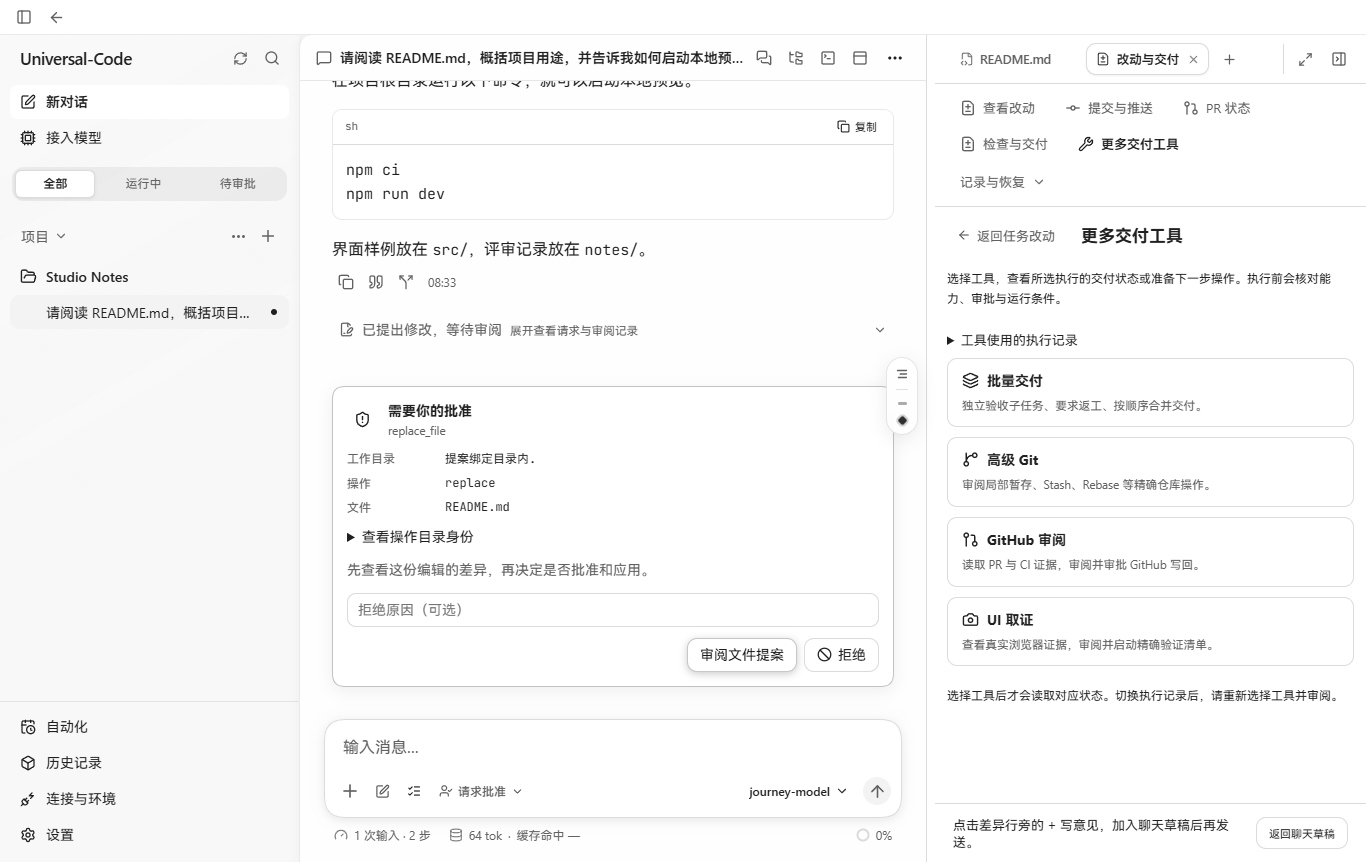 Universal-Code
新对话
接入模型
全部
运行中
待审批
项目
Studio Notes
请阅读 README.md，概括项目...
自动化
历史记录
连接与环境
设置
请阅读 README.md，概括项目用途，并告诉我如何启动本地预...
在项目根目录运行以下命令，就可以启动本地预览。
sh
复制
npm ci
npm run dev
界面样例放在 src/，评审记录放在 notes/。
08:33
已提出修改，等待审阅 展开查看请求与审阅记录
需要你的批准
replace_file
工作目录 提案绑定目录内.
操作 replace
文件 README.md
查看操作目录身份
先查看这份编辑的差异，再决定是否批准和应用。
拒绝原因（可选）
审阅文件提案
拒绝
输入消息...
请求批准
journey-model
1 次输入 · 2 步
64 tok · 缓存命中 —
0%
README.md
改动与交付
查看改动
提交与推送
PR 状态
检查与交付
更多交付工具
记录与恢复
返回任务改动
更多交付工具
选择工具，查看所选执行的交付状态或准备下一步操作。执行前会核对能
力、审批与运行条件。
工具使用的执行记录
批量交付
独立验收子任务、要求返工、按顺序合并交付。
高级 Git
审阅局部暂存、Stash、Rebase 等精确仓库操作。
GitHub 审阅
读取 PR 与 CI 证据，审阅并审批 GitHub 写回。
UI 取证
查看真实浏览器证据，审阅并启动精确验证清单。
选择工具后才会读取对应状态。切换执行记录后，请重新选择工具并审阅。
点击差异行旁的 + 写意见，加入聊天草稿后再发
送。
返回聊天草稿